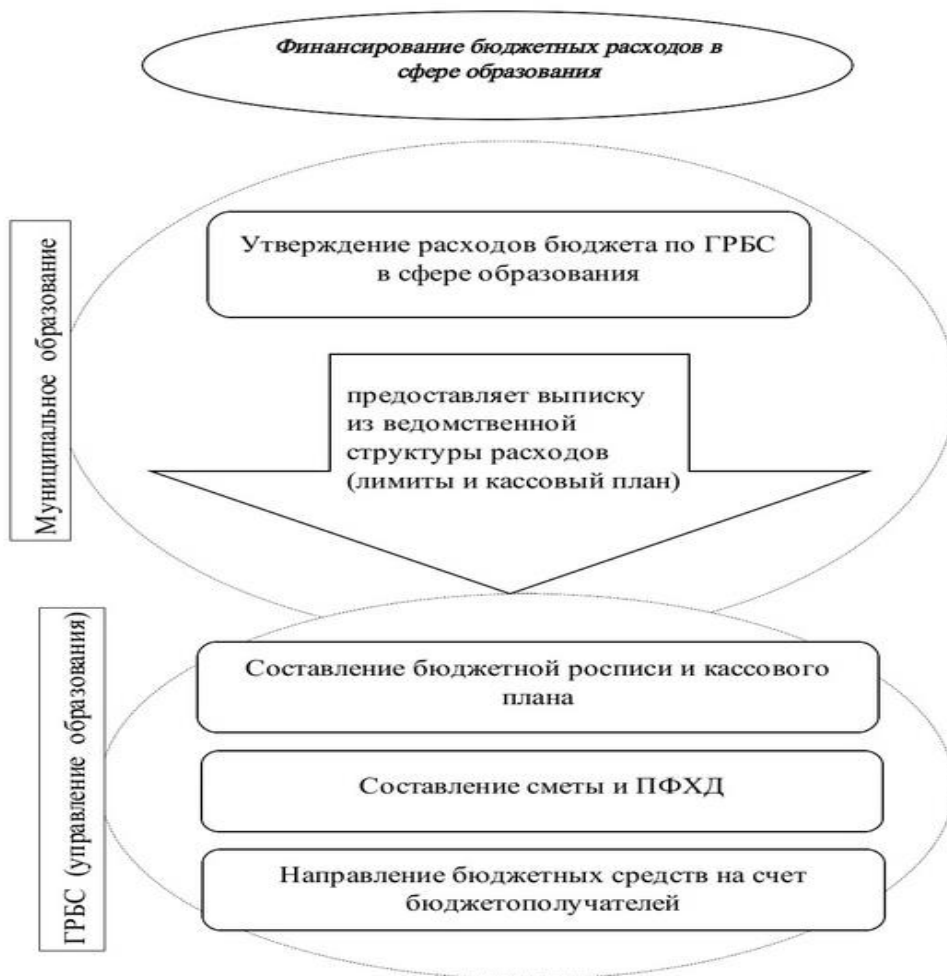 Финансирование бюджетных расходов в
сфере образования
Муниципальное образование
Утверждение расходов бюджета по ГРБС
в сфере образования
предоставляет выписку
из ведомственной
структуры расходов
(лимиты и кассовый план)
ГРБС (управление образования)
Составление бюджетной росписи и кассового
плана
Составление сметы и ПФХД
Направление бюджетных средств на счет
бюджетополучателей